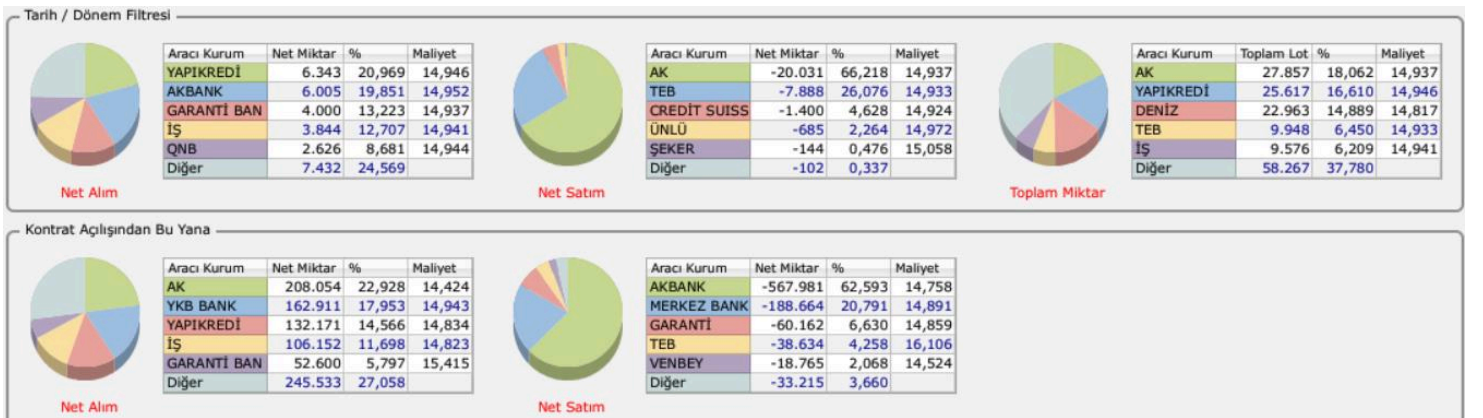 Tarih / Dönem Filtresi
Aracı Kurum Net Miktar % Maliyet
YAPIKREDİ 6.343 20,969 14,946
AKBANK 6.005 19,851 14,952
GARANTİ BAN 4.000 13,223 14,937
İŞ 3.844 12,707 14,941
QNB 2.626 8,681 14,944
Diğer 7.432 24,569
Net Alım
Aracı Kurum Net Miktar % Maliyet
AK -20.031 66,218 14,937
TEB -7.888 26,076 14,933
CREDİT SUISS -1.400 4,628 14,924
ÜNLÜ -685 2,264 14,972
ŞEKER -144 0,476 15,058
Diğer -102 0,337
Net Satım
Aracı Kurum Toplam Lot % Maliyet
AK 27.857 18,062 14,937
YAPIKREDİ 25.617 16,610 14,946
DENİZ 22.963 14,889 14,817
TEB 9.948 6,450 14,933
İŞ 9.576 6,209 14,941
Diğer 58.267 37,780
Toplam Miktar
Kontrat Açılışından Bu Yana
Aracı Kurum Net Miktar % Maliyet
AK 208.054 22,928 14,424
YKB BANK 162.911 17,953 14,943
YAPIKREDİ 132.171 14,566 14,834
İŞ 106.152 11,698 14,823
GARANTİ BAN 52.600 5,797 15,415
Diğer 245.533 27,058
Net Alım
Aracı Kurum Net Miktar % Maliyet
AKBANK -567.981 62,593 14,758
MERKEZ BANK -188.664 20,791 14,891
GARANTİ -60.162 6,630 14,859
TEB -38.634 4,258 16,106
VENBEY -18.765 2,068 14,524
Diğer -33.215 3,660
Net Satım